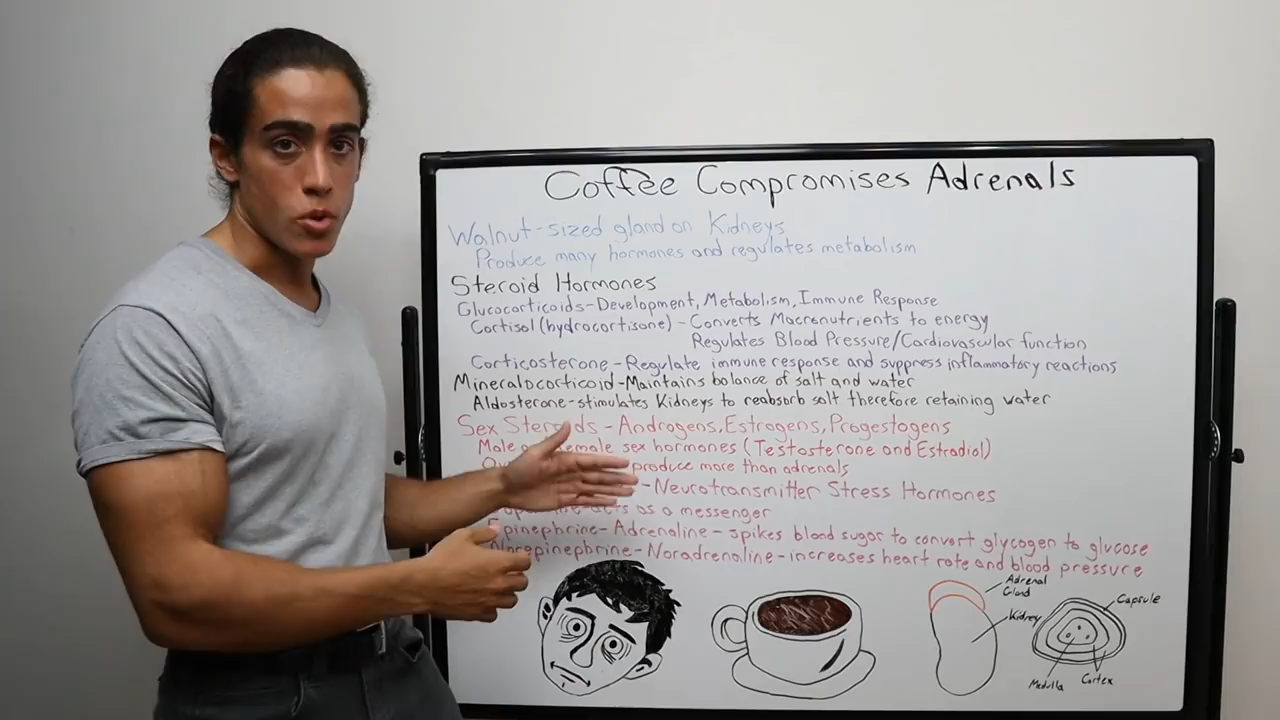 Coffee Compromises Adrenals
Walnut-sized gland on Kidneys
Produce many hormones and regulates metabolism
Steroid Hormones
Glucocorticoids-Development, Metabolism, Immune Response
Cortisol (hydrocortisone) - Converts Macronutrients to energy
Regulates Blood Pressure/Cardiovascular function
Corticosterone-Regulate immune response and suppress inflammatory reactions
Mineralocorticoid-Maintains balance of salt and water
Aldosterone-stimulates Kidneys to reabsorb salt therefore retaining water
Sex Steroids - Androgens, Estrogens, Progestogens
Male sex hormones (Testosterone and Estradiol)
produce more than adrenals
-Neurotransmitter Stress Hormones
acts as a messenger
Epinephrine-Adrenaline-spikes blood sugar to convert glycogen to glucose
Norepinephrine-Noradrenaline-increases heart rate and blood pressure
Adrenal
Gland
Kidney
Capsule
Medulla
Cortex